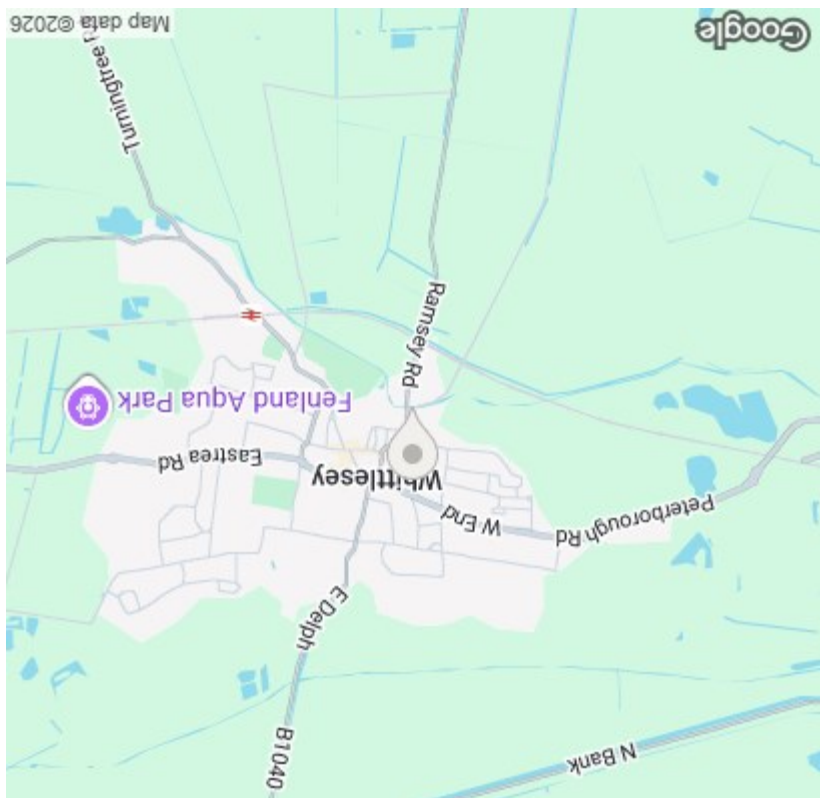 N Bank
B1040
E Delph
Peterborough Rd
W End
Whittlesey
Eastrea Rd
Fenland Aqua Park
Ramsey Rd
Turningtree R
Google
Map data ©2026